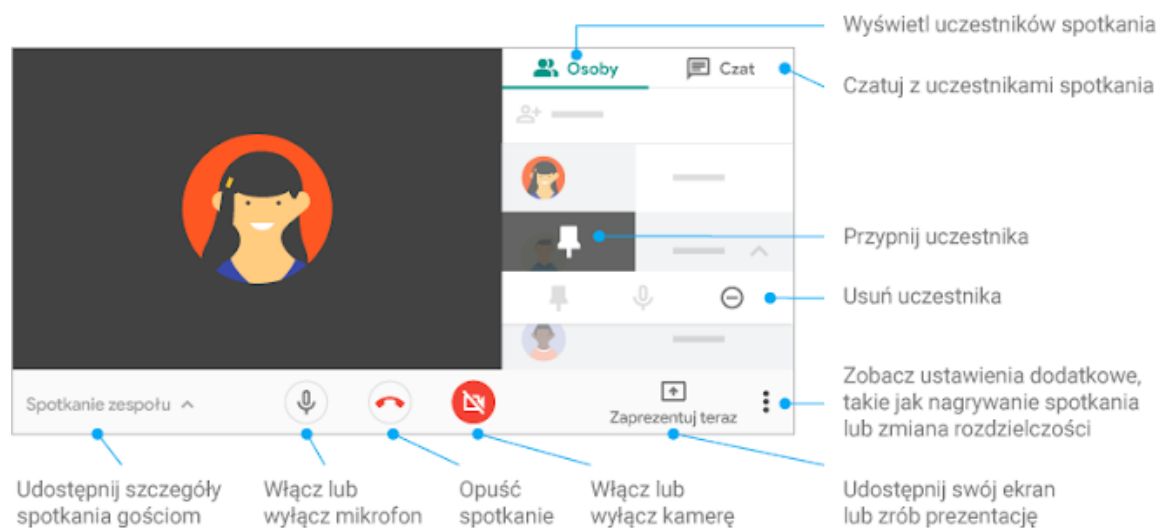 Wyświetl uczestników spotkania
Osoby
Czat
Czatuj z uczestnikami spotkania
Przypnij uczestnika
Usuń uczestnika
Zobacz ustawienia dodatkowe,
takie jak nagrywanie spotkania
lub zmiana rozdzielczości
Spotkanie zespołu
Zaprezentuj teraz
Udostępnij szczegóły
spotkania gościom
Włącz lub
wyłącz mikrofon
Opuść
spotkanie
Włącz lub
wyłącz kamerę
Udostępnij swój ekran
lub zrób prezentację